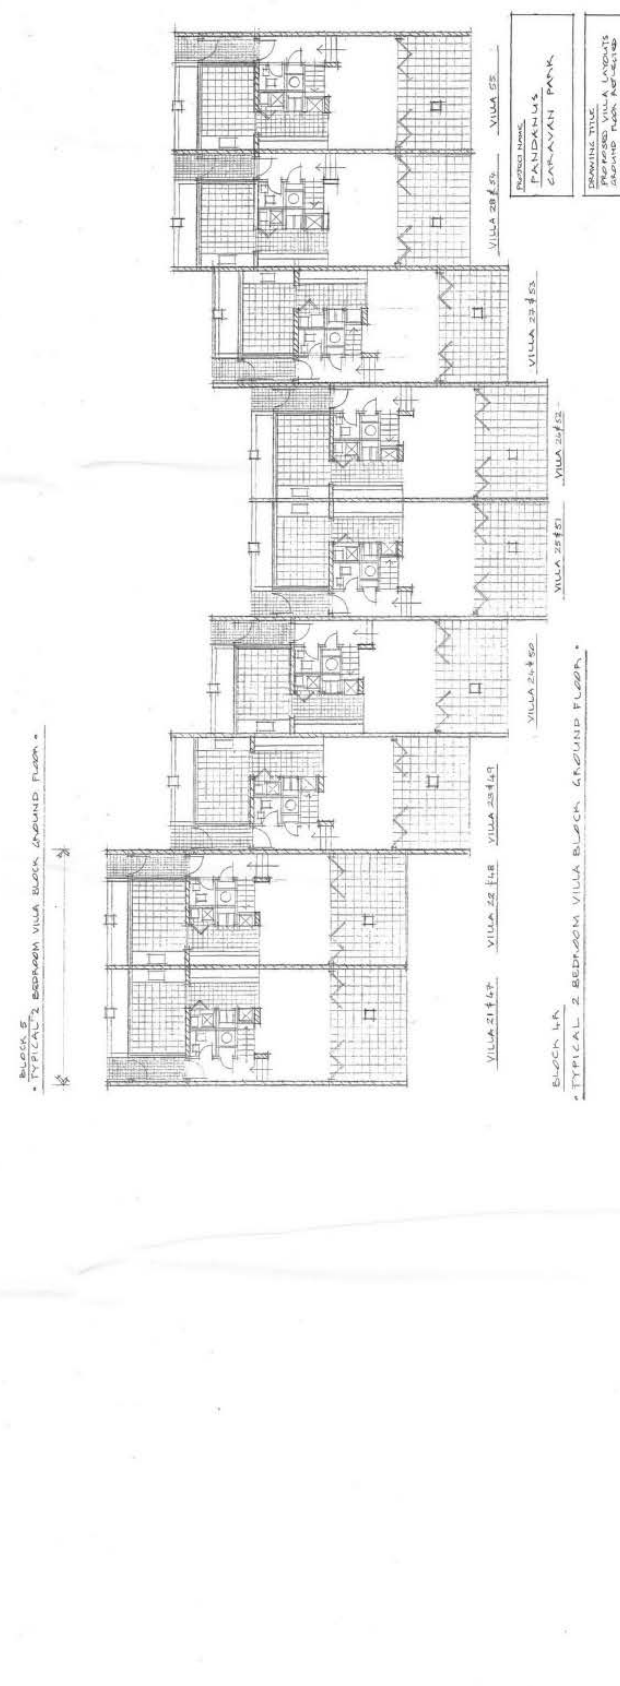 PROJECT NAME
PANDANUS
CARAVAN PARK
DRAWING TITLE
PROPOSED VILLA LAYOUTS
GROUND FLOOR
BLOCK 5
• TYPICAL 2 BEDROOM VILLA BLOCK GROUND FLOOR •
VILLA 21 & 47
VILLA 22 & 48
VILLA 23 & 49
VILLA 24 & 50
VILLA 25 & 51
VILLA 26 & 52
VILLA 27 & 53
VILLA 28 & 54
VILLA 55
BLOCK 4A
• TYPICAL 2 BEDROOM VILLA BLOCK GROUND FLOOR •